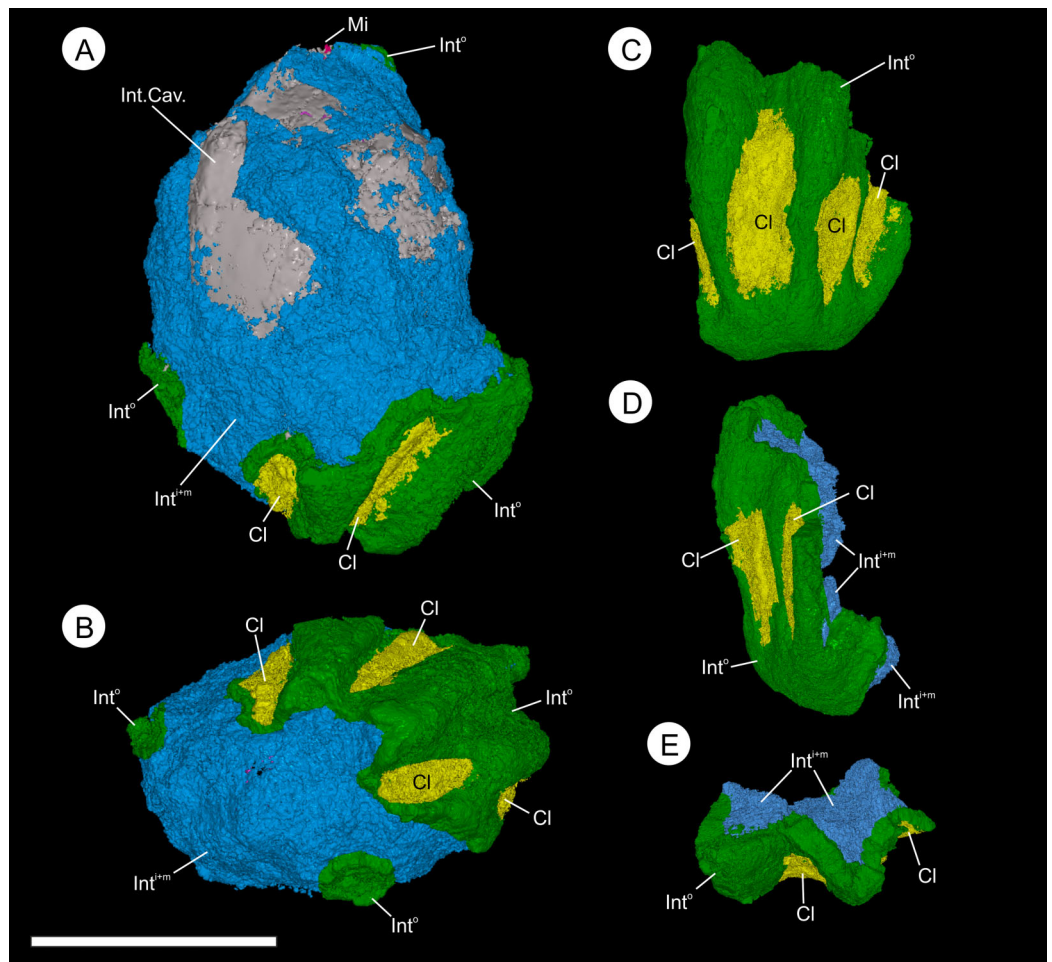 A
Mi
Intᵒ
Int.Cav.
Intᵒ
Intⁱ⁺ᵐ
Cl
Cl
Intᵒ
B
Cl
Cl
Intᵒ
Intᵒ
Cl
Cl
Intⁱ⁺ᵐ
Intᵒ
C
Intᵒ
Cl
Cl
Cl
Cl
D
Cl
Cl
Intⁱ⁺ᵐ
Intᵒ
Intⁱ⁺ᵐ
E
Intⁱ⁺ᵐ
Cl
Intᵒ
Cl